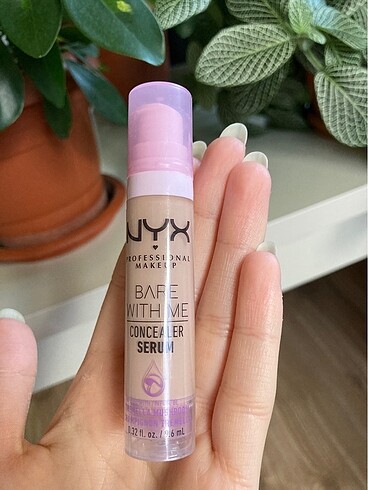 NYX
PROFESSIONAL
MAKEUP
BARE
WITH ME
CONCEALER
SERUM
0.32 fl. oz. / 9.6 mL